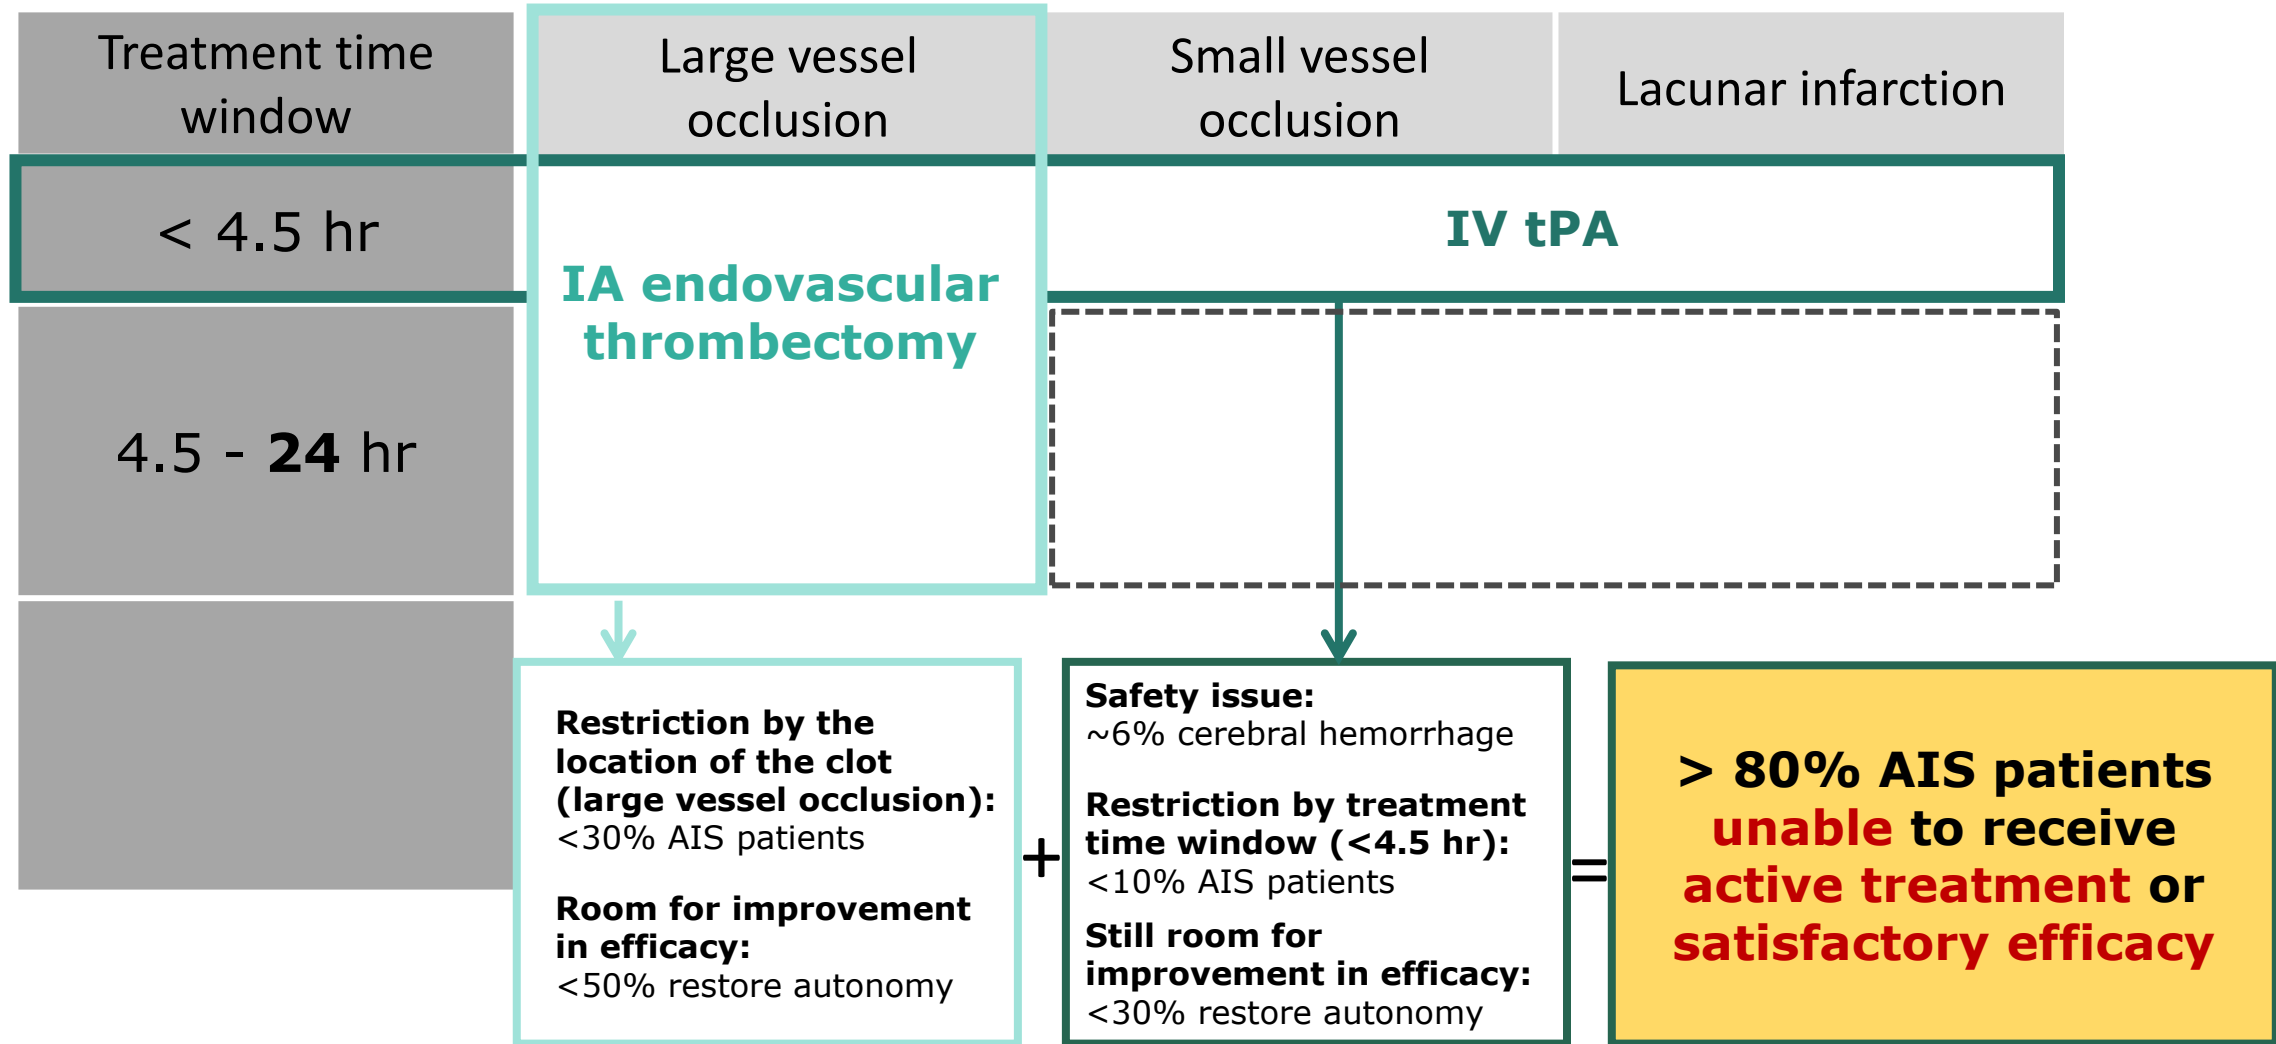 Treatment time
window
Large vessel
occlusion
Small vessel
occlusion
Lacunar infarction
< 4.5 hr
IA endovascular
thrombectomy
IV tPA
4.5 - 24 hr
Restriction by the
location of the clot
(large vessel occlusion):
<30% AIS patients
Room for improvement
in efficacy:
<50% restore autonomy
+
Safety issue:
~6% cerebral hemorrhage
Restriction by treatment
time window (<4.5 hr):
<10% AIS patients
Still room for
improvement in efficacy:
<30% restore autonomy
=
> 80% AIS patients
unable to receive
active treatment or
satisfactory efficacy